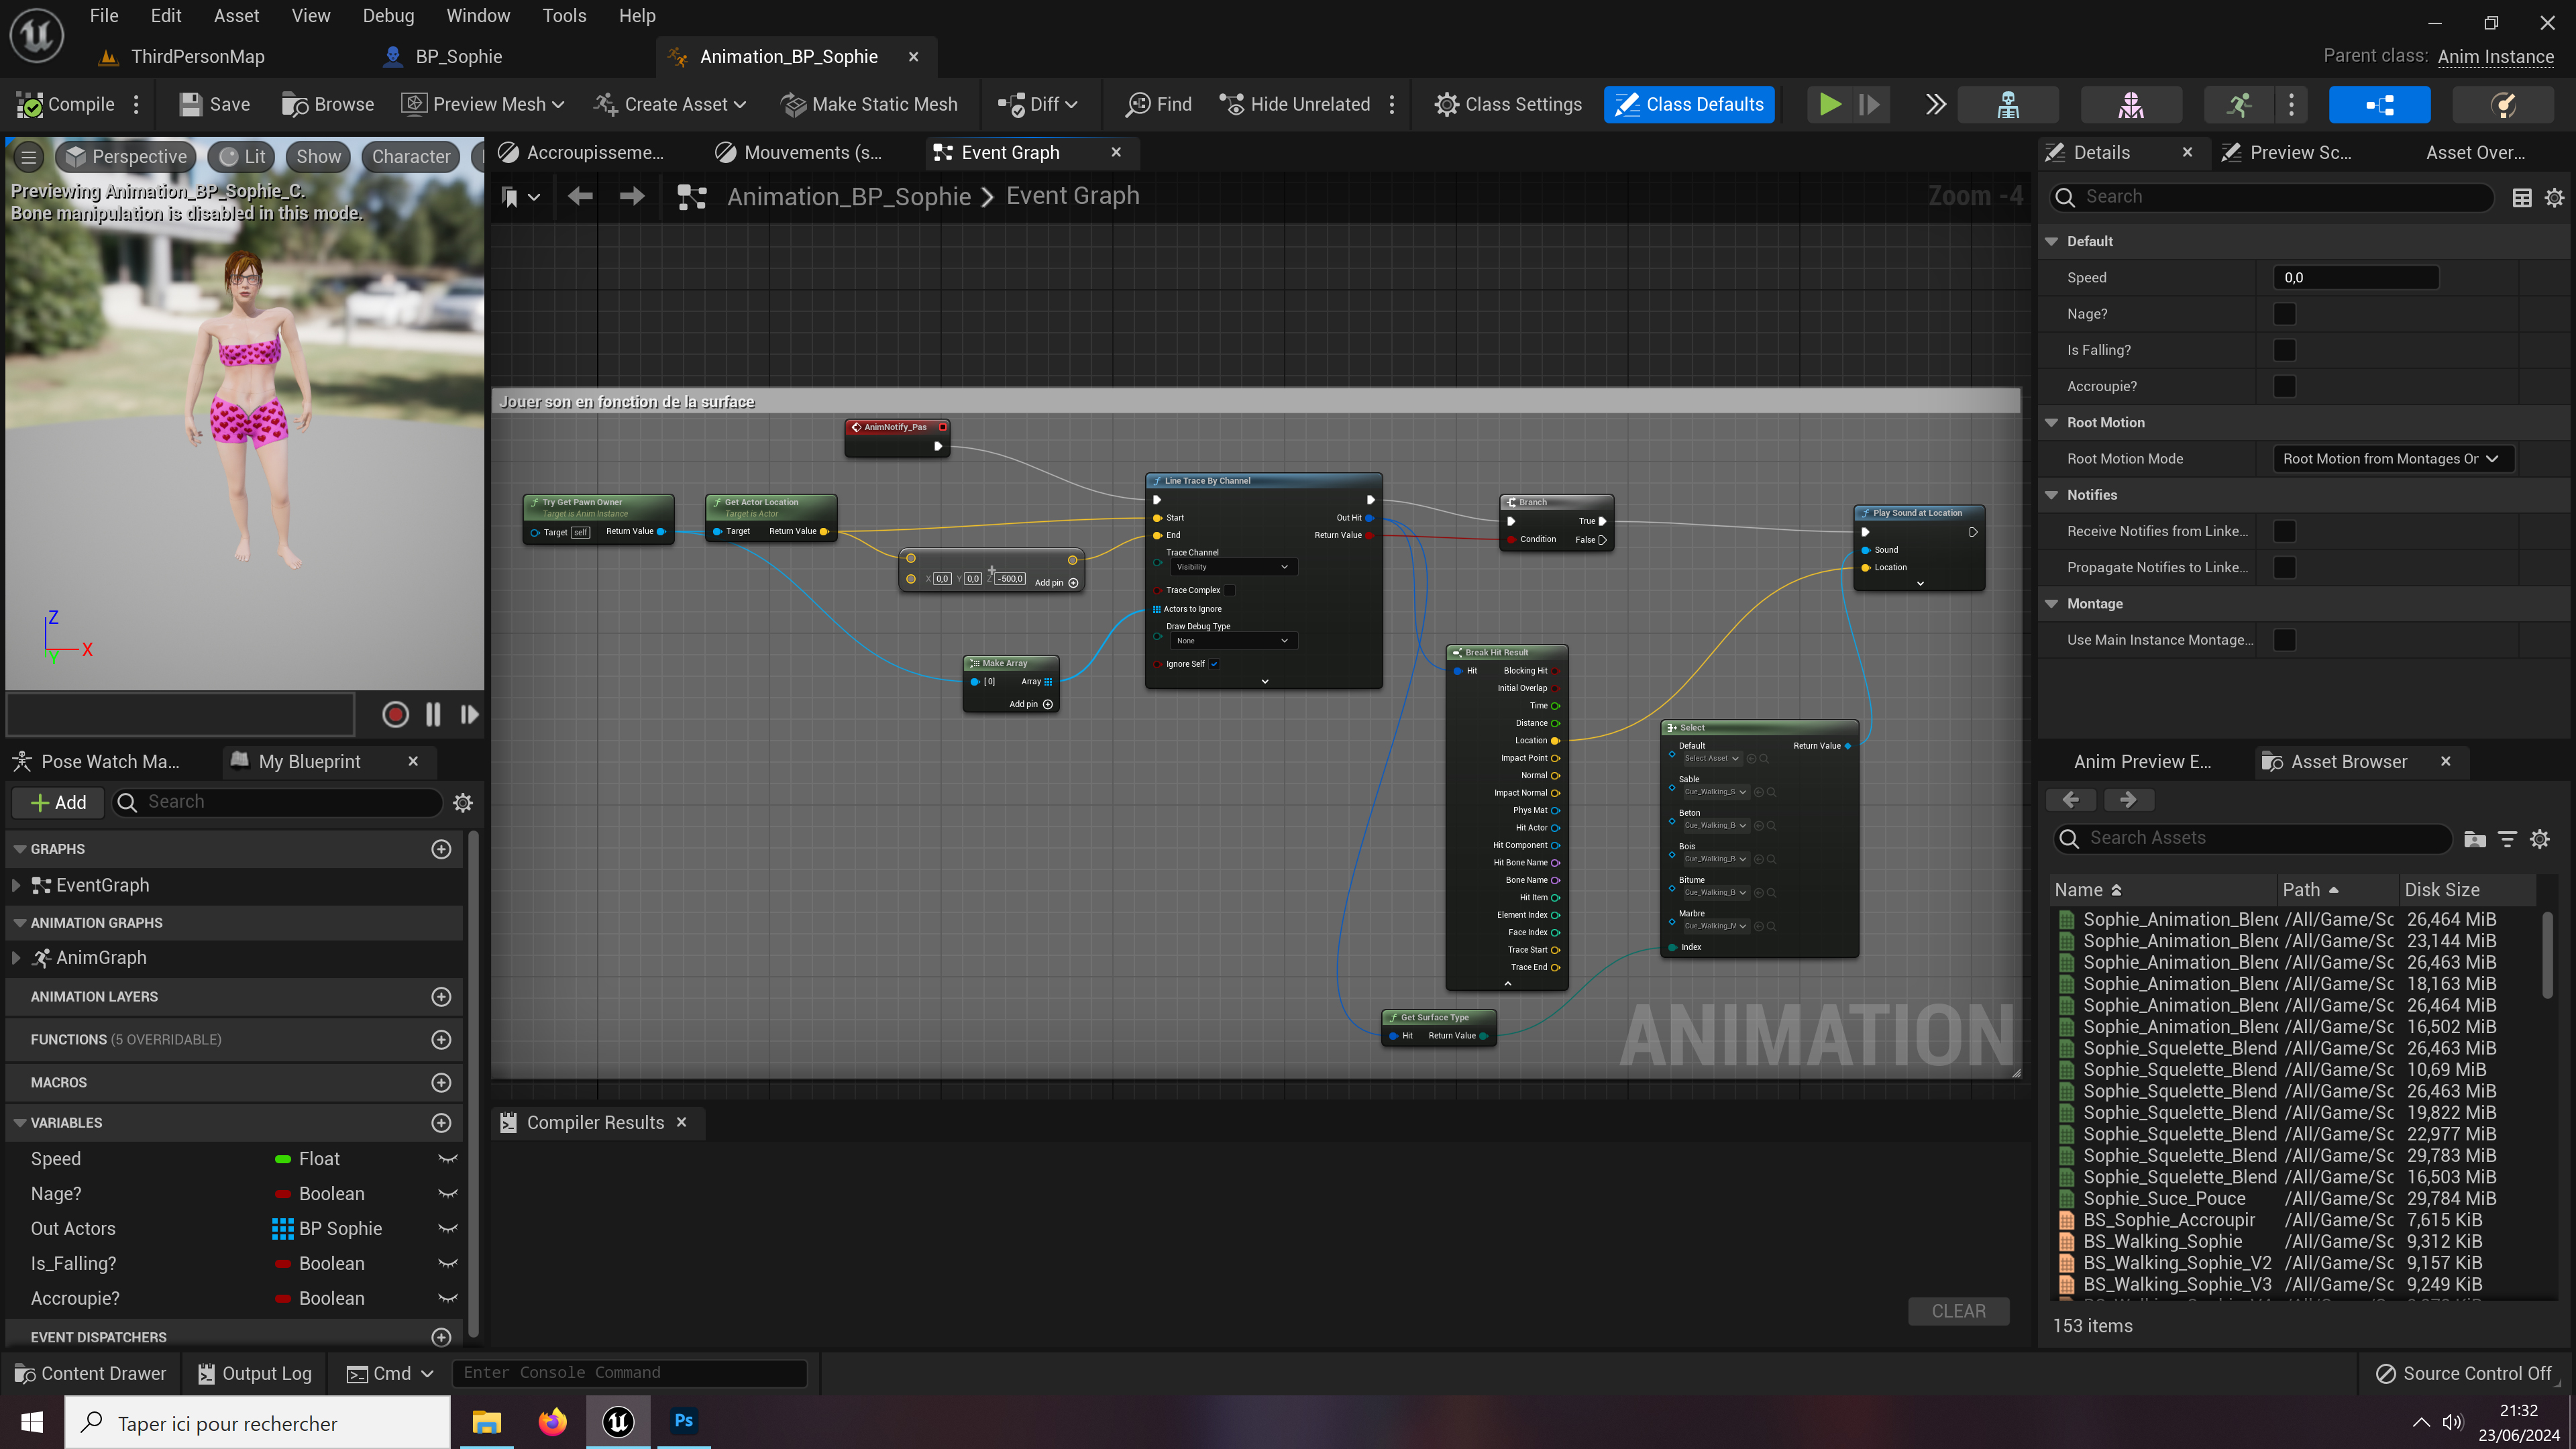 File Edit Asset View Debug Window Tools Help
ThirdPersonMap BP_Sophie Animation_BP_Sophie
Parent class: Anim Instance
Compile Save Browse Preview Mesh Create Asset Make Static Mesh Diff Find Hide Unrelated Class Settings Class Defaults
Perspective Lit Show Character
Previewing Animation_BP_Sophie_C.
Bone manipulation is disabled in this mode.
Z
X
Y
Accroupisseme... Mouvements (s... Event Graph
Animation_BP_Sophie > Event Graph
Zoom -4
Jouer son en fonction de la surface
AnimNotify_Pas
Try Get Pawn Owner
Target is Anim Instance
Target self Return Value
Get Actor Location
Target is Actor
Target Return Value
X 0,0 Y 0,0 Z -500,0 Add pin
Make Array
[0] Array
Add pin
Line Trace By Channel
Start Out Hit
End Return Value
Trace Channel
Visibility
Trace Complex
Actors to Ignore
Draw Debug Type
None
Ignore Self
Branch
True
Condition False
Play Sound at Location
Sound
Location
Break Hit Result
Hit Blocking Hit
Initial Overlap
Time
Distance
Location
Impact Point
Normal
Impact Normal
Phys Mat
Hit Actor
Hit Component
Hit Bone Name
Bone Name
Hit Item
Element Index
Face Index
Trace Start
Trace End
Select
Default Return Value
Select Asset
Sable
Cue_Walking_S
Beton
Cue_Walking_B
Bois
Cue_Walking_B
Bitume
Cue_Walking_B
Marbre
Cue_Walking_M
Index
Get Surface Type
Hit Return Value
ANIMATION
Compiler Results
CLEAR
Pose Watch Ma... My Blueprint
Add Search
GRAPHS
EventGraph
ANIMATION GRAPHS
AnimGraph
ANIMATION LAYERS
FUNCTIONS (5 OVERRIDABLE)
MACROS
VARIABLES
Speed Float
Nage? Boolean
Out Actors BP Sophie
Is_Falling? Boolean
Accroupie? Boolean
EVENT DISPATCHERS
Details Preview Sc... Asset Over...
Search
Default
Speed 0,0
Nage?
Is Falling?
Accroupie?
Root Motion
Root Motion Mode Root Motion from Montages Or
Notifies
Receive Notifies from Linke...
Propagate Notifies to Linke...
Montage
Use Main Instance Montage...
Anim Preview E... Asset Browser
Search Assets
Name Path Disk Size
Sophie_Animation_Blend /All/Game/Sc 26,464 MiB
Sophie_Animation_Blend /All/Game/Sc 23,144 MiB
Sophie_Animation_Blend /All/Game/Sc 26,463 MiB
Sophie_Animation_Blend /All/Game/Sc 18,163 MiB
Sophie_Animation_Blend /All/Game/Sc 26,464 MiB
Sophie_Animation_Blend /All/Game/Sc 16,502 MiB
Sophie_Squelette_Blend /All/Game/Sc 26,463 MiB
Sophie_Squelette_Blend /All/Game/Sc 10,69 MiB
Sophie_Squelette_Blend /All/Game/Sc 26,463 MiB
Sophie_Squelette_Blend /All/Game/Sc 19,822 MiB
Sophie_Squelette_Blend /All/Game/Sc 22,977 MiB
Sophie_Squelette_Blend /All/Game/Sc 29,783 MiB
Sophie_Squelette_Blend /All/Game/Sc 16,503 MiB
Sophie_Suce_Pouce /All/Game/Sc 29,784 MiB
BS_Sophie_Accroupir /All/Game/Sc 7,615 KiB
BS_Walking_Sophie /All/Game/Sc 9,312 KiB
BS_Walking_Sophie_V2 /All/Game/Sc 9,157 KiB
BS_Walking_Sophie_V3 /All/Game/Sc 9,249 KiB
153 items
Content Drawer Output Log Cmd Enter Console Command Source Control Off
Taper ici pour rechercher
Ps
21:32
23/06/2024